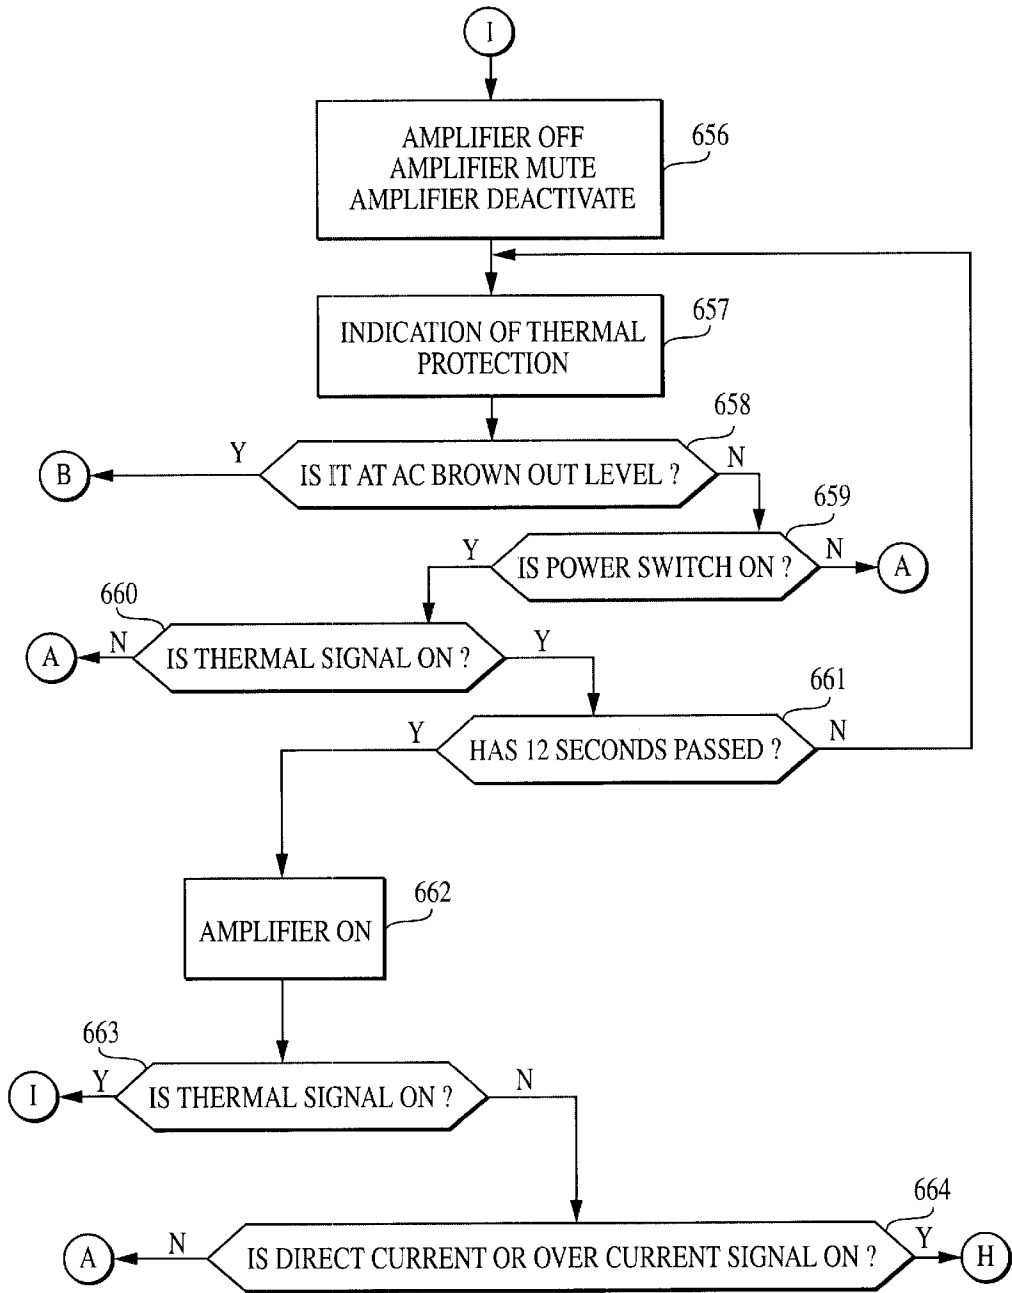 I
AMPLIFIER OFF
AMPLIFIER MUTE
AMPLIFIER DEACTIVATE
656
INDICATION OF THERMAL
PROTECTION
657
658
B
Y
IS IT AT AC BROWN OUT LEVEL ?
N
659
Y
IS POWER SWITCH ON ?
N
A
660
A
N
IS THERMAL SIGNAL ON ?
Y
661
Y
HAS 12 SECONDS PASSED ?
N
AMPLIFIER ON
662
663
I
Y
IS THERMAL SIGNAL ON ?
N
664
A
N
IS DIRECT CURRENT OR OVER CURRENT SIGNAL ON ?
Y
H